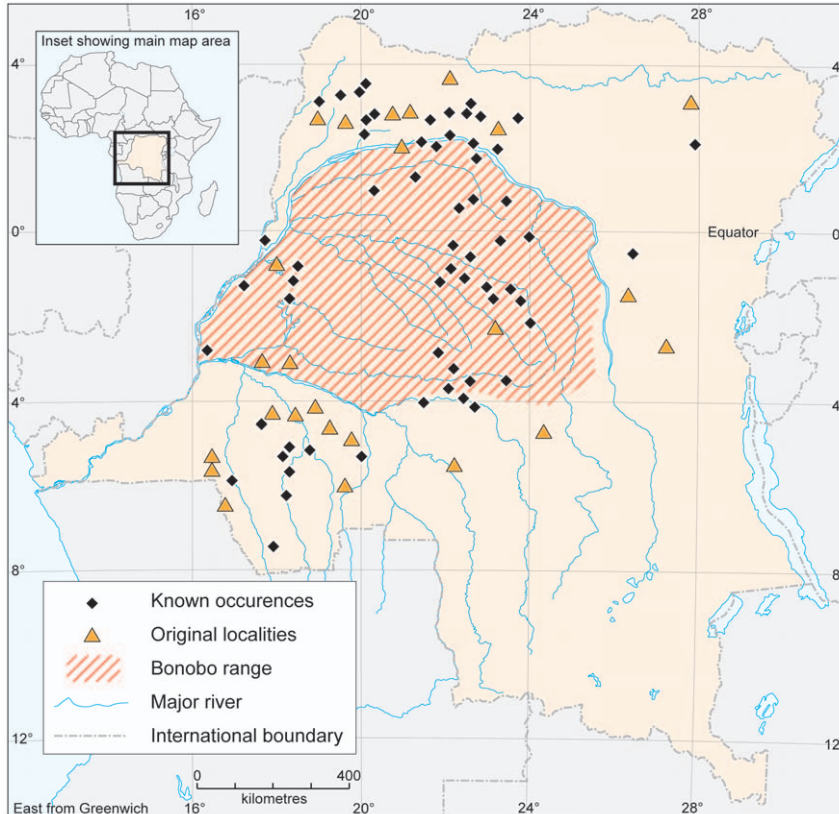 16° 20° 24° 28°
Inset showing main map area
4° 4
Equator
0° 0
4° 4
8° 8
Known occurences
Original localities
Bonobo range
Major river
International boundary
12° 12
0 400
kilometres
East from Greenwich
16° 20° 24° 28°